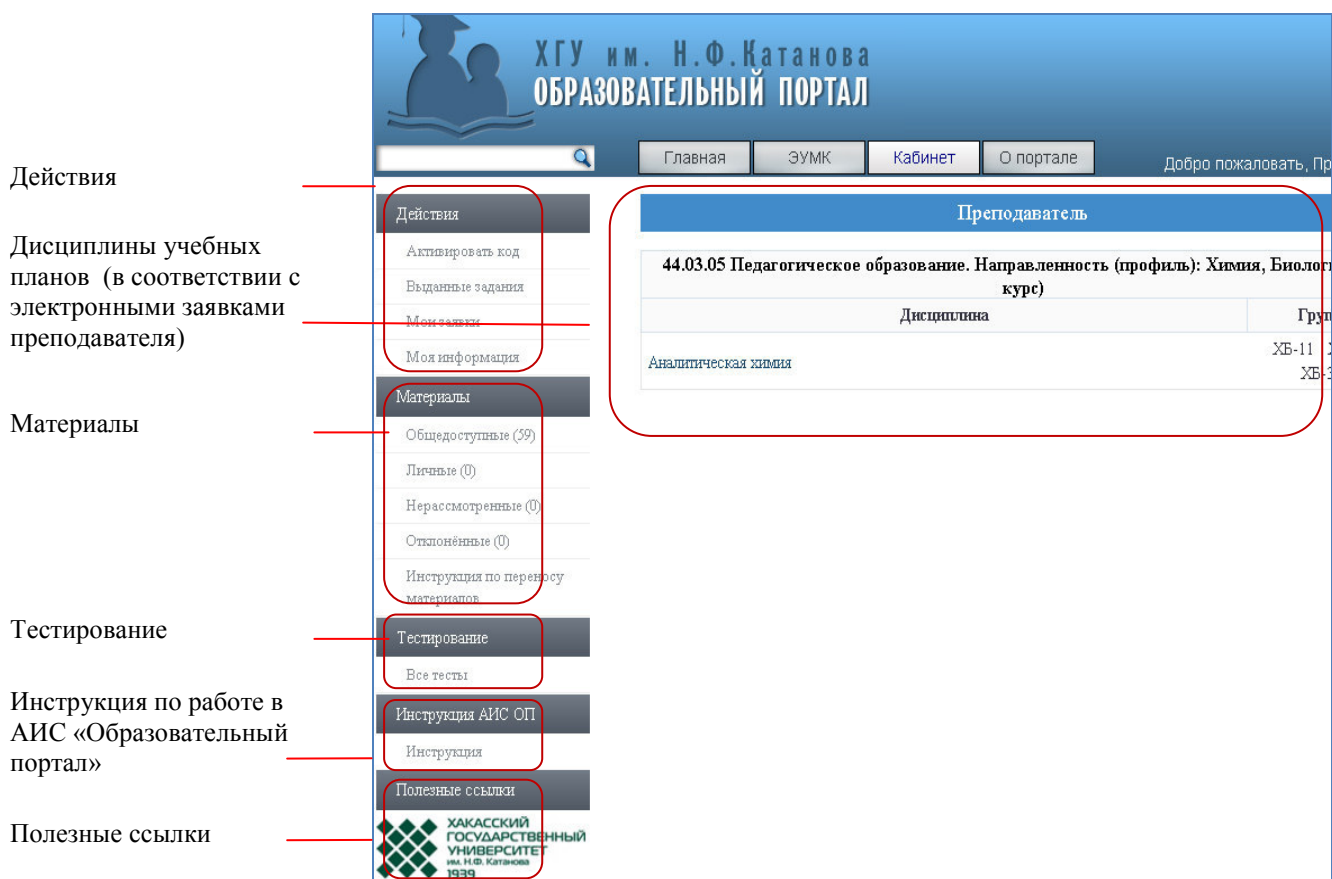 ХГУ им. Н.Ф.Катанова
ОБРАЗОВАТЕЛЬНЫЙ ПОРТАЛ
Главная
ЭУМК
Кабинет
О портале
Добро пожаловать, Пр
Действия
Дисциплины учебных
планов (в соответствии с
электронными заявками
преподавателя)
Материалы
Тестирование
Инструкция по работе в
АИС «Образовательный
портал»
Полезные ссылки
Действия
Активировать код
Выданные задания
Мои заявки
Моя информация
Материалы
Общедоступные (59)
Личные (0)
Нерассмотренные (0)
Отклонённые (0)
Инструкция по переносу
материалов
Тестирование
Все тесты
Инструкция АИС ОП
Инструкция
Полезные ссылки
ХАКАССКИЙ
ГОСУДАРСТВЕННЫЙ
УНИВЕРСИТЕТ
им. Н.Ф. Катанова
1939
Преподаватель
44.03.05 Педагогическое образование. Направленность (профиль): Химия, Биолог
курс)
Дисциплина
Груп
Аналитическая химия
ХБ-11
ХБ-3